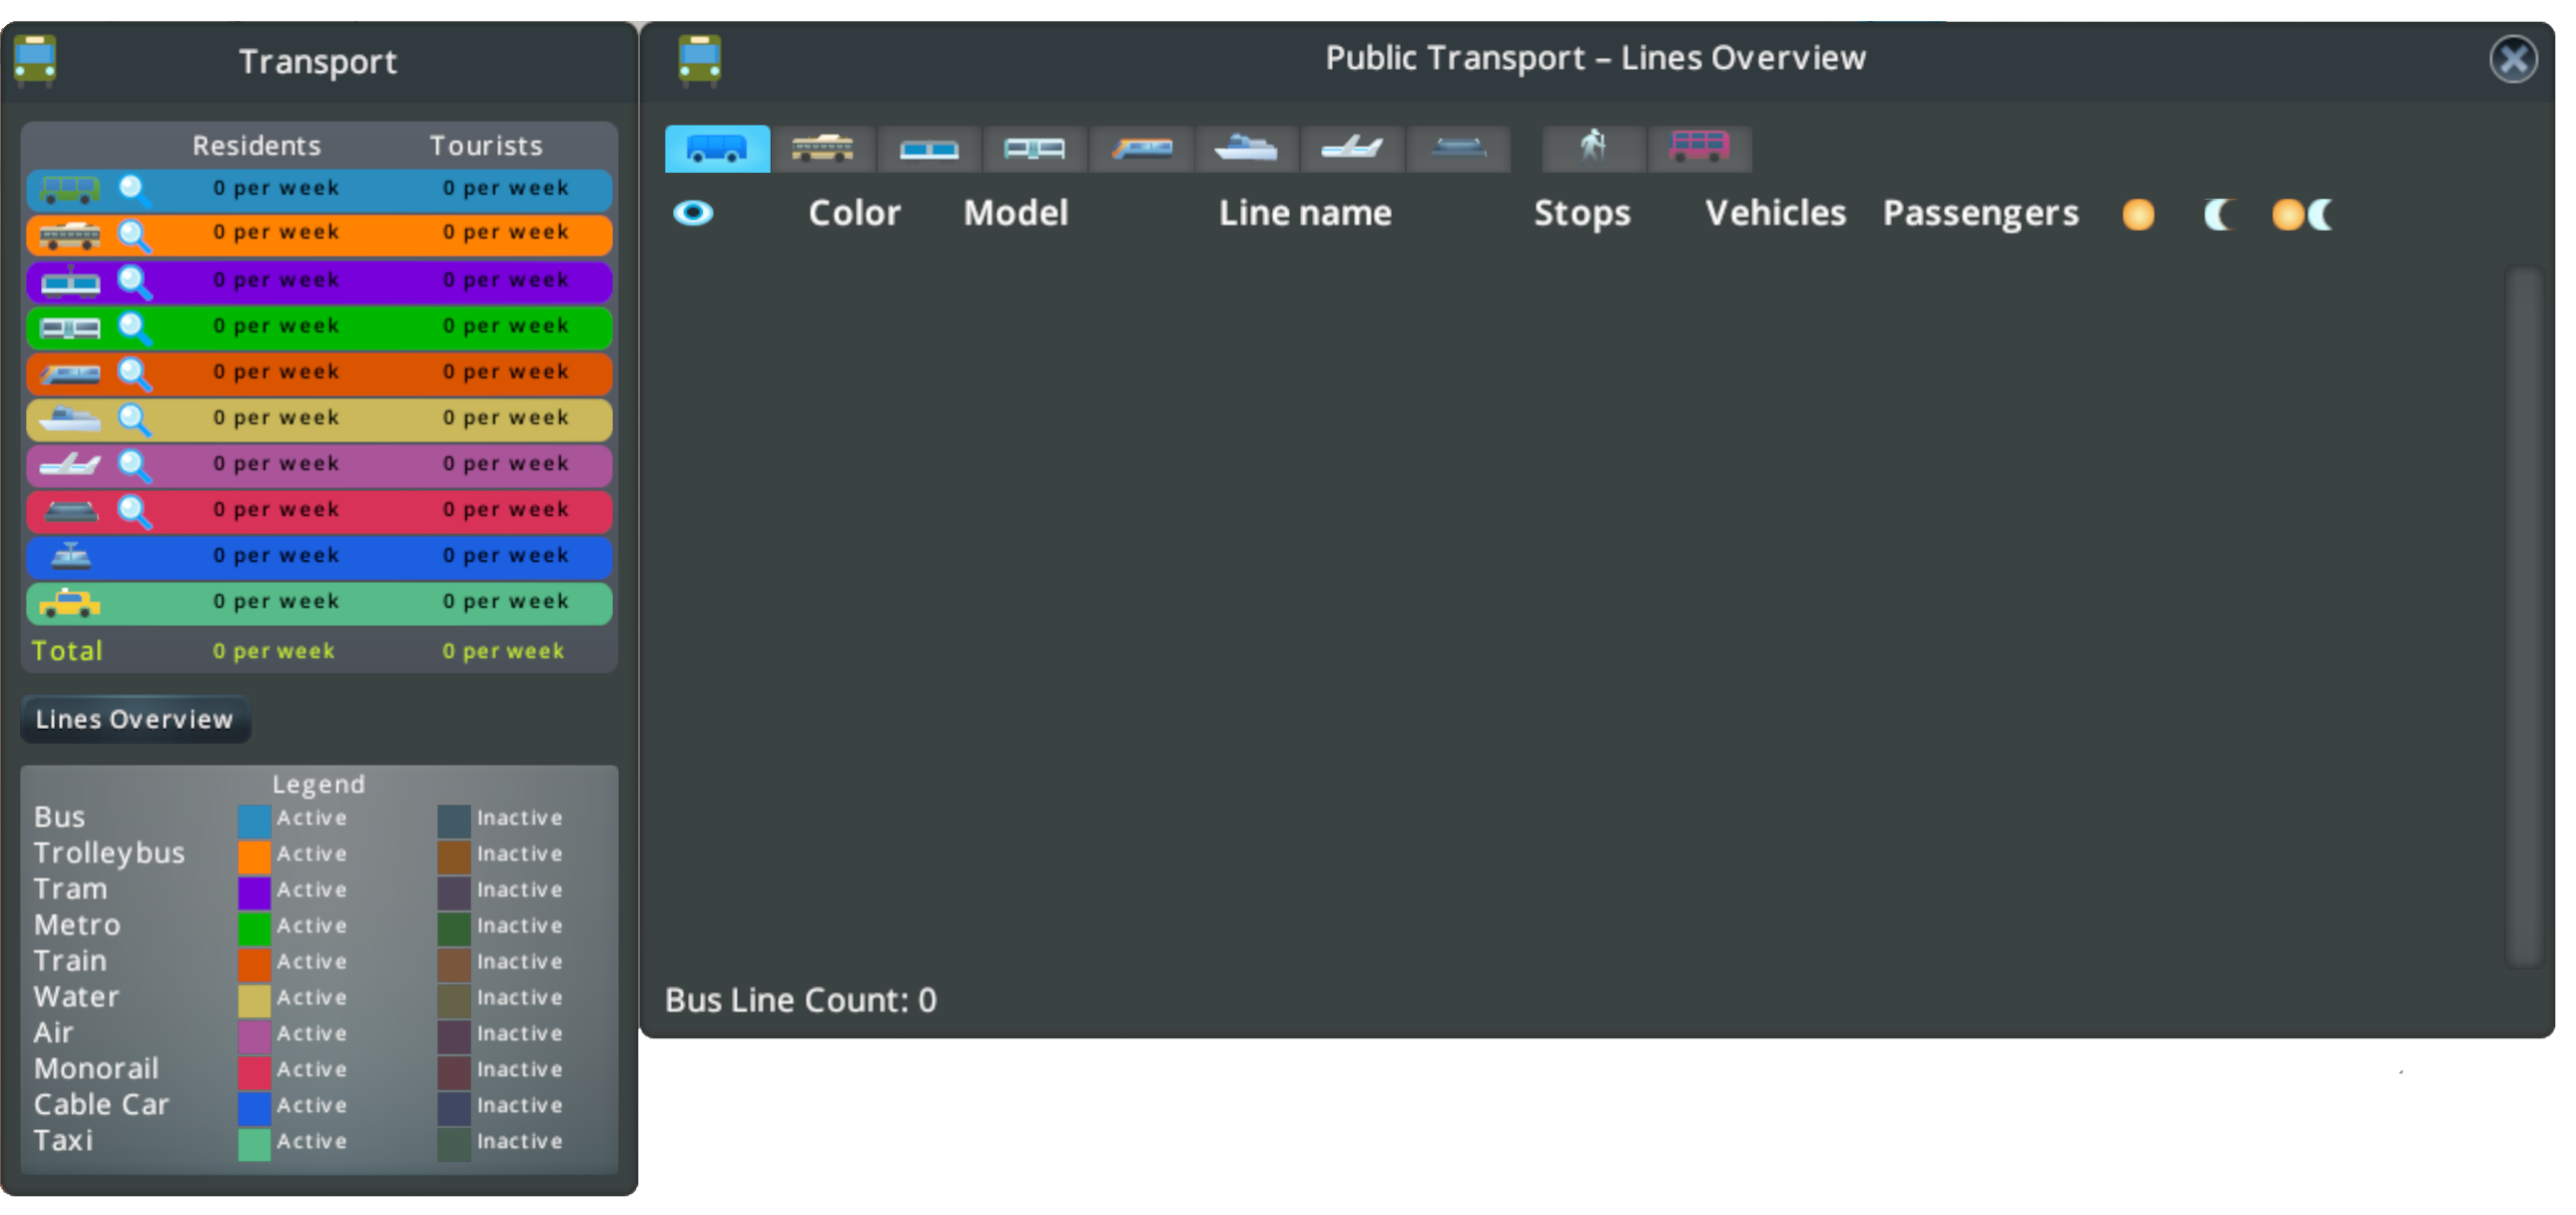 Transport
Residents Tourists
0 per week 0 per week
0 per week 0 per week
0 per week 0 per week
0 per week 0 per week
0 per week 0 per week
0 per week 0 per week
0 per week 0 per week
0 per week 0 per week
0 per week 0 per week
0 per week 0 per week
Total 0 per week 0 per week
Lines Overview
Legend
Bus Active Inactive
Trolleybus Active Inactive
Tram Active Inactive
Metro Active Inactive
Train Active Inactive
Water Active Inactive
Air Active Inactive
Monorail Active Inactive
Cable Car Active Inactive
Taxi Active Inactive
Public Transport – Lines Overview
Color Model Line name Stops Vehicles Passengers
Bus Line Count: 0